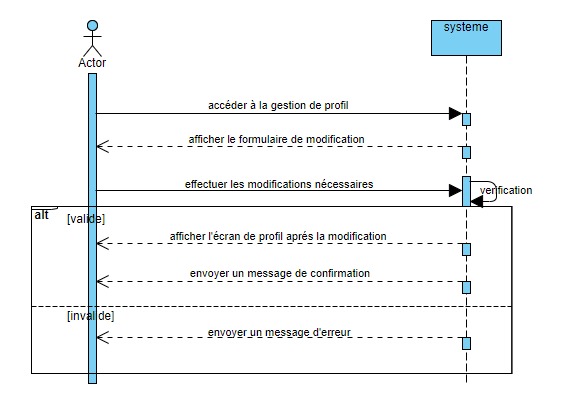 systeme
Actor
accéder à la gestion de profil
afficher le formulaire de modification
effectuer les modifications nécessaires
verification
alt
[valide]
afficher l'écran de profil aprés la modification
envoyer un message de confirmation
[invalide]
envoyer un message d'erreur